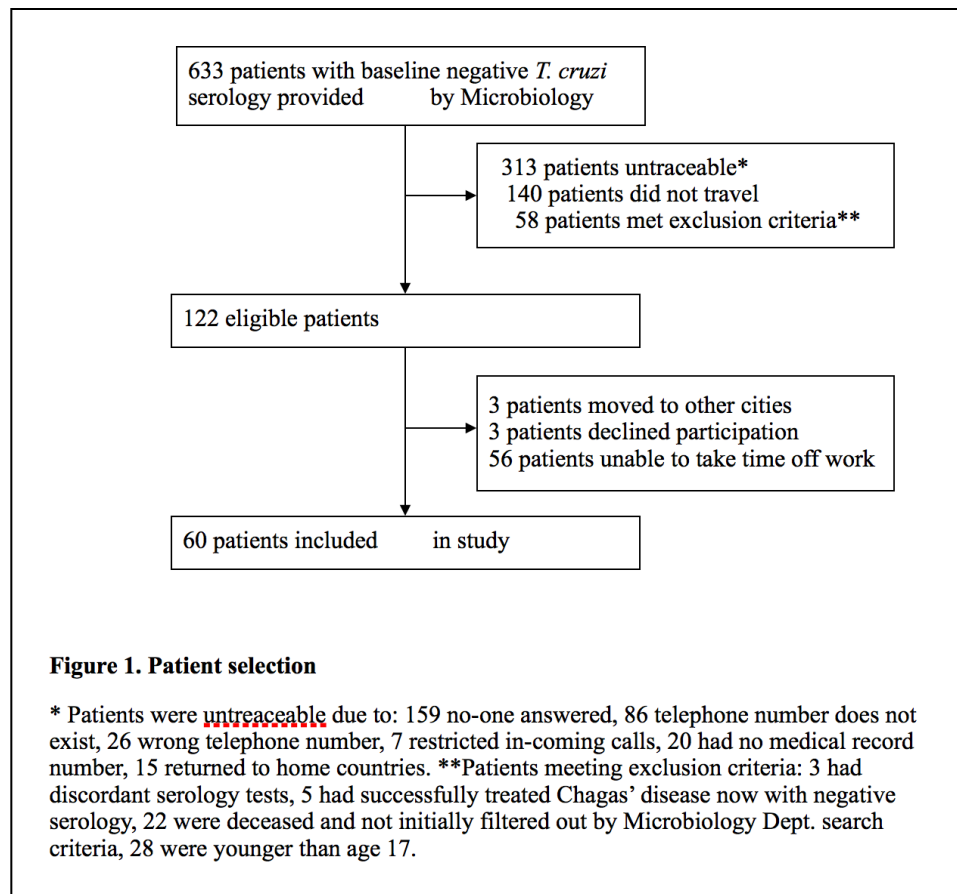 633 patients with baseline negative T. cruzi
serology provided by Microbiology
313 patients untraceable*
140 patients did not travel
58 patients met exclusion criteria**
122 eligible patients
3 patients moved to other cities
3 patients declined participation
56 patients unable to take time off work
60 patients included in study
Figure 1. Patient selection
* Patients were untreaceable due to: 159 no-one answered, 86 telephone number does not
exist, 26 wrong telephone number, 7 restricted in-coming calls, 20 had no medical record
number, 15 returned to home countries. **Patients meeting exclusion criteria: 3 had
discordant serology tests, 5 had successfully treated Chagas’ disease now with negative
serology, 22 were deceased and not initially filtered out by Microbiology Dept. search
criteria, 28 were younger than age 17.